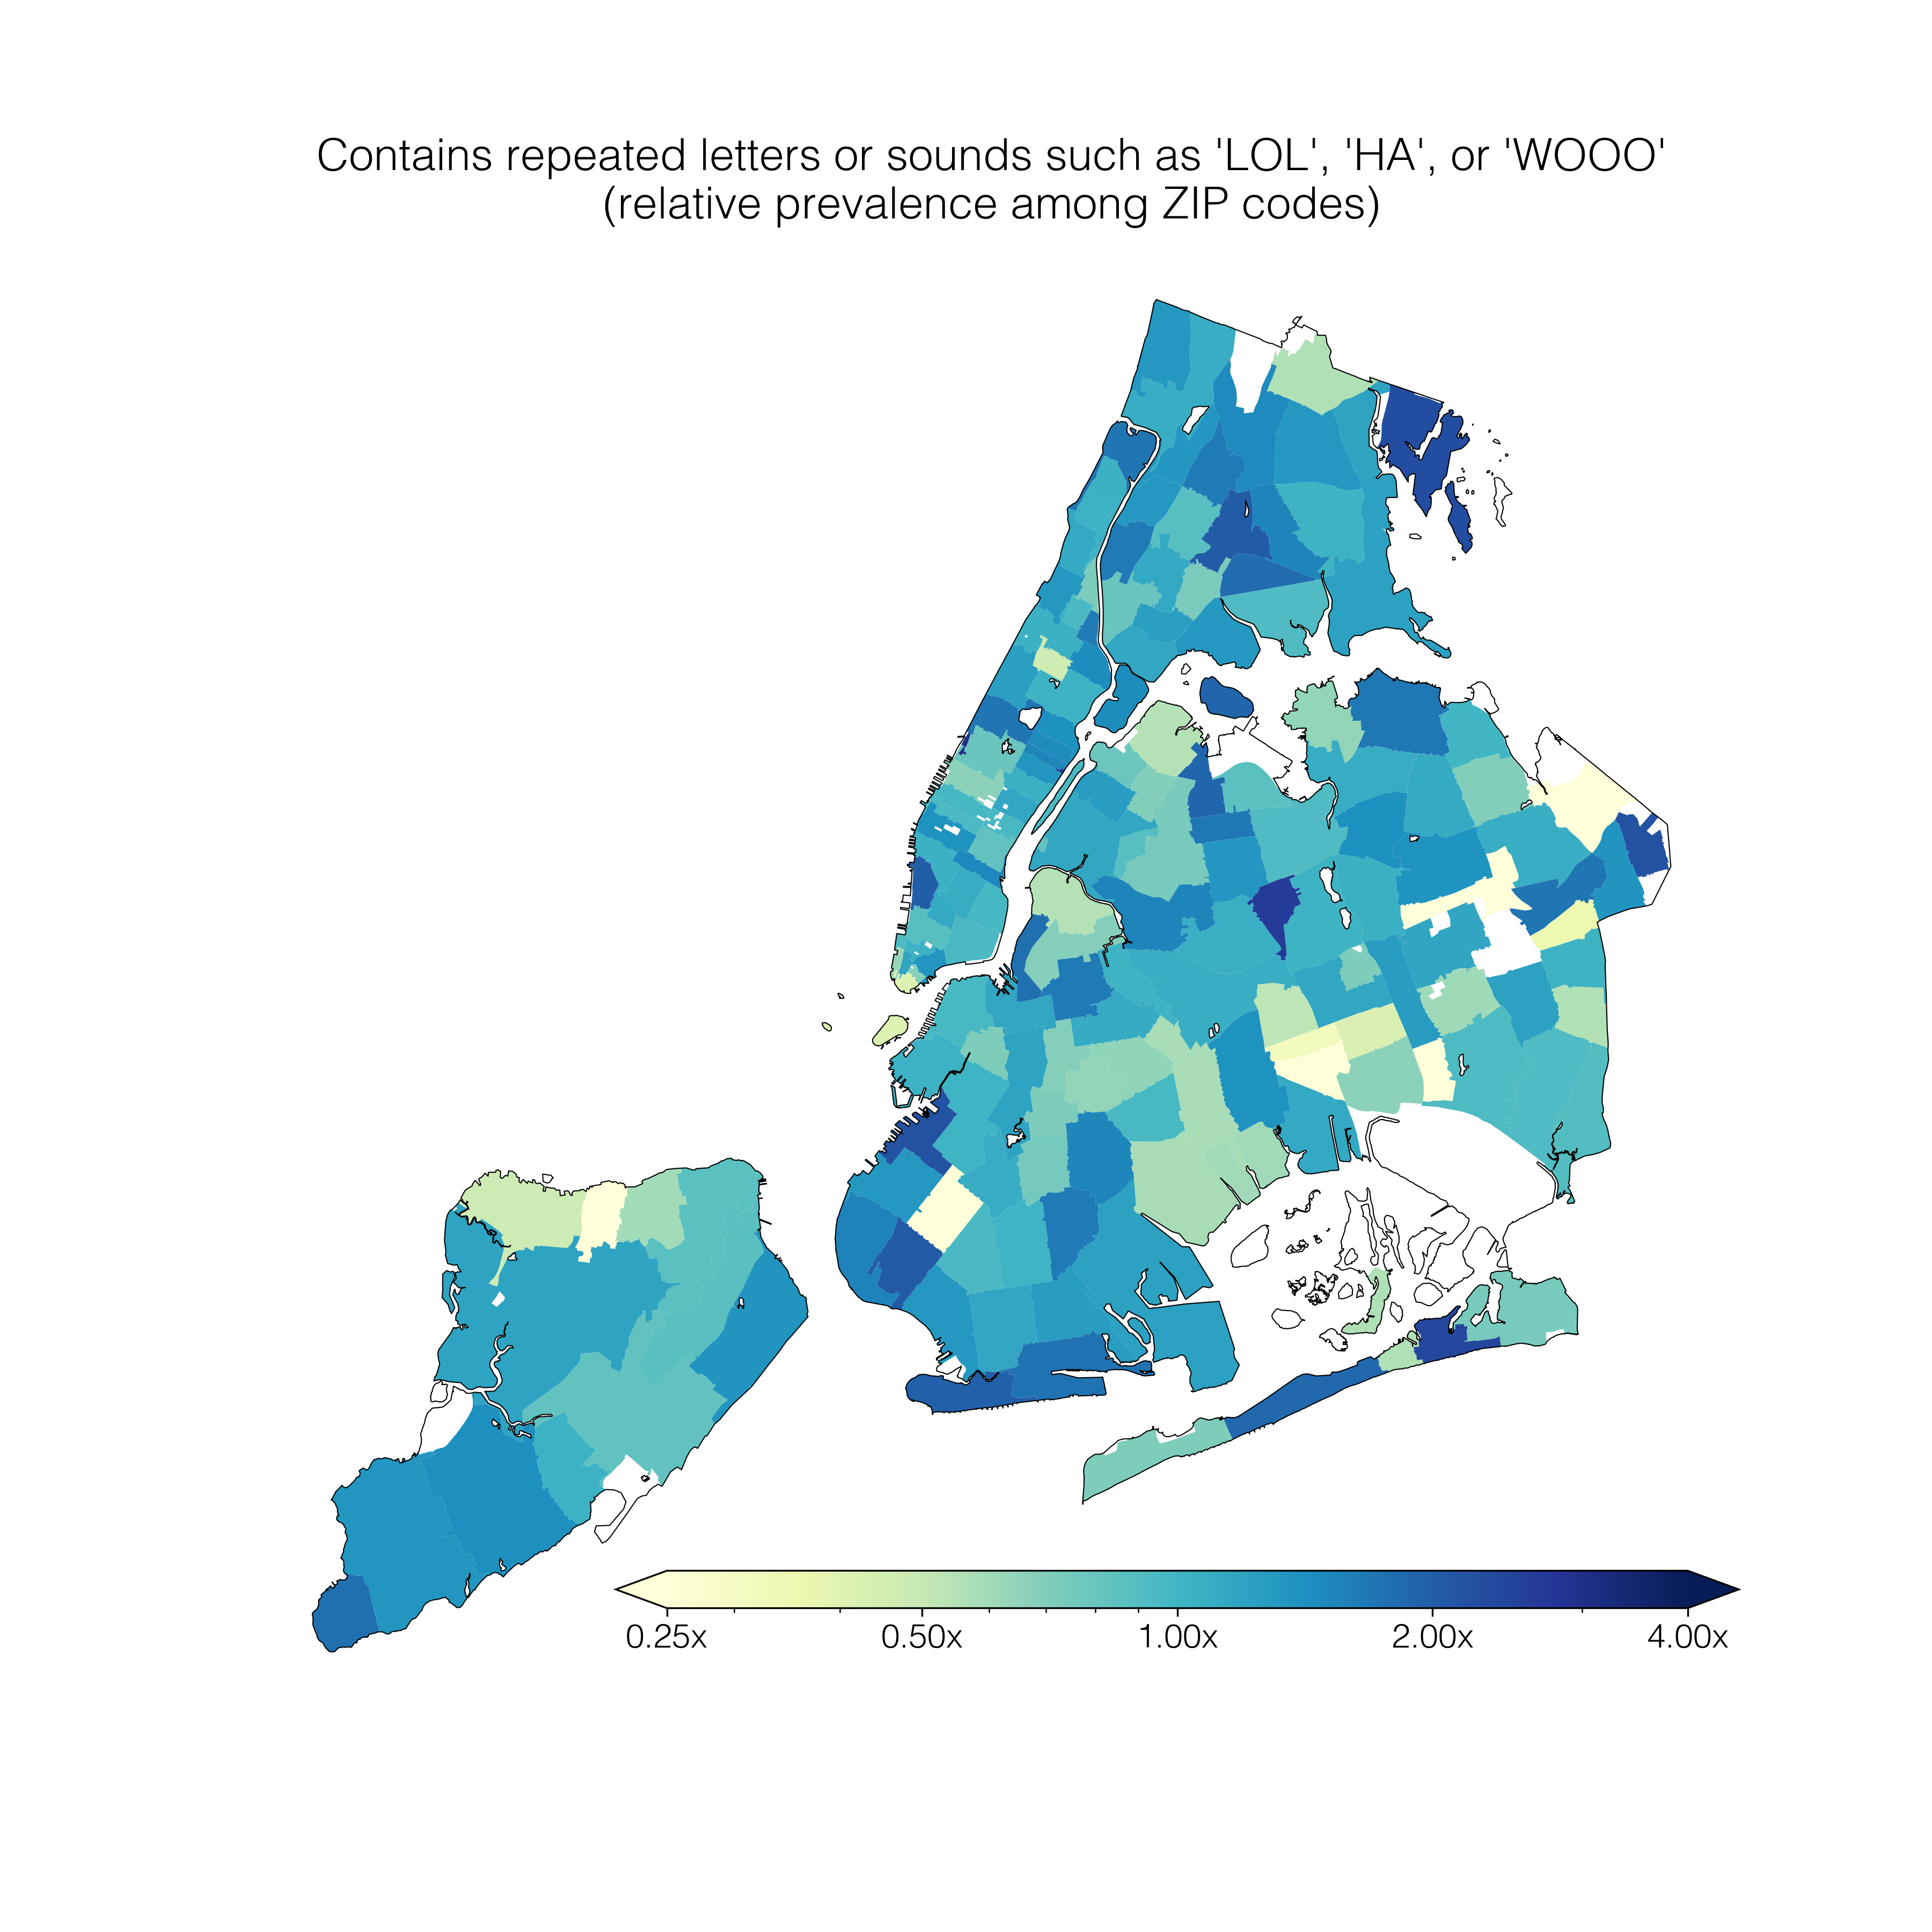 Contains repeated letters or sounds such as 'LOL', 'HA', or 'WOOO'
(relative prevalence among ZIP codes)
0.25x 0.50x 1.00x 2.00x 4.00x